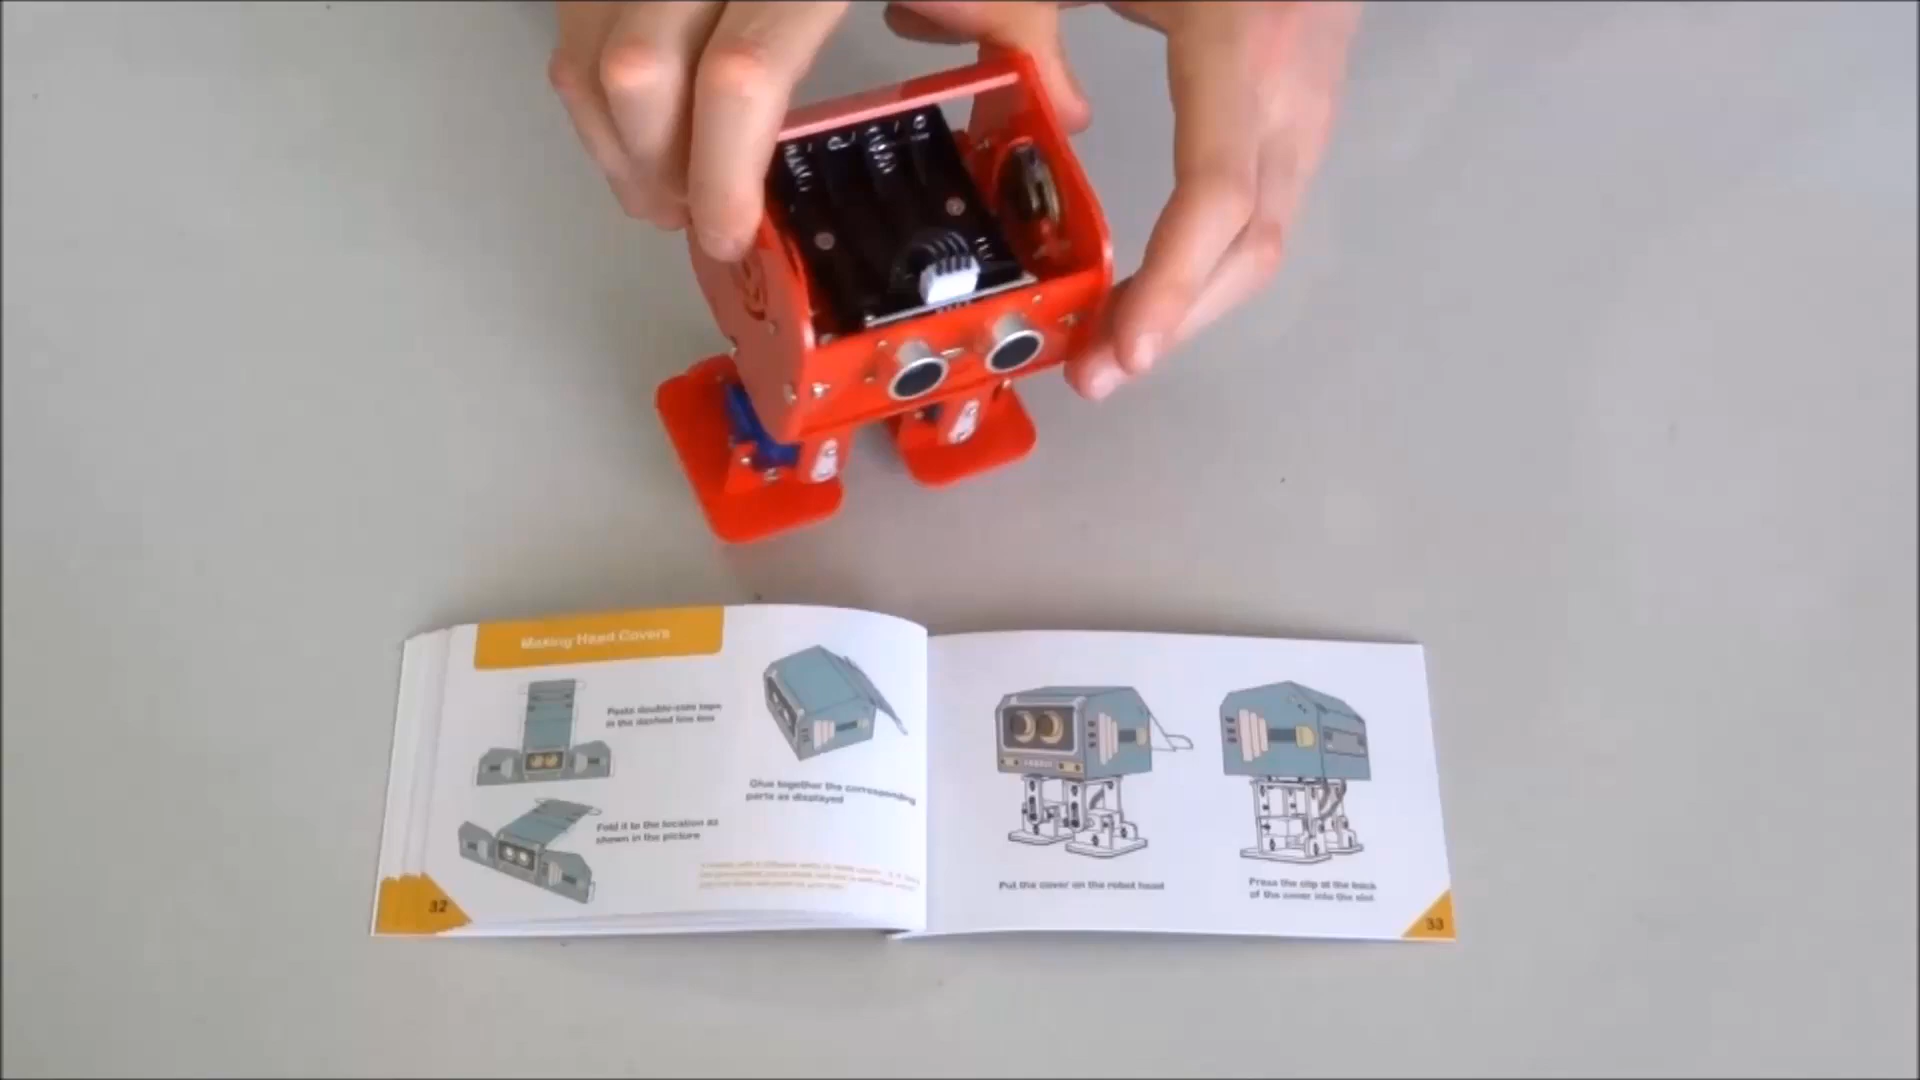 Making Head Covers
Paste double-side tape
in the dashed line box
Glue together the corresponding
parts as displayed
Fold it to the location as
shown in the picture
32
Put the cover on the robot head
Press the clip at the back
of the cover into the slot
33